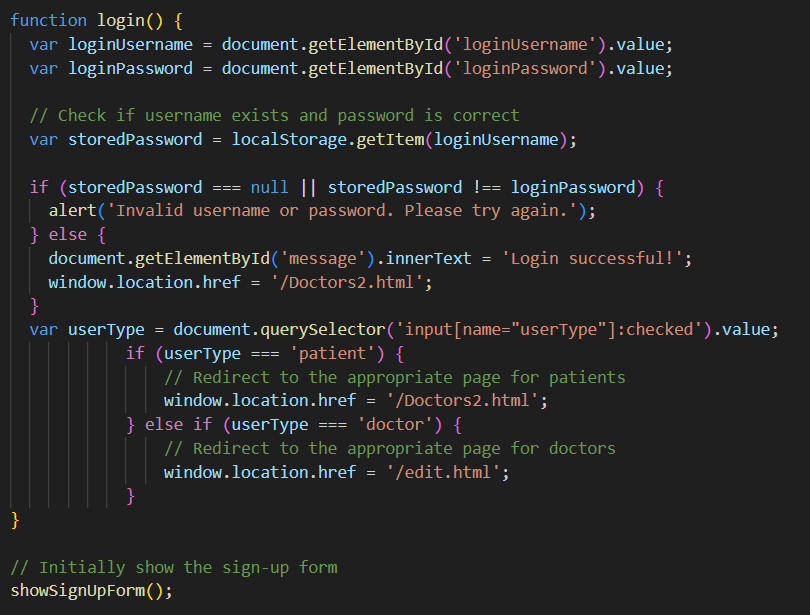 function login() {
  var loginUsername = document.getElementById('loginUsername').value;
  var loginPassword = document.getElementById('loginPassword').value;

  // Check if username exists and password is correct
  var storedPassword = localStorage.getItem(loginUsername);

  if (storedPassword === null || storedPassword !== loginPassword) {
    alert('Invalid username or password. Please try again.');
  } else {
    document.getElementById('message').innerText = 'Login successful!';
    window.location.href = '/Doctors2.html';
  }
  var userType = document.querySelector('input[name="userType"]:checked').value;
            if (userType === 'patient') {
                // Redirect to the appropriate page for patients
                window.location.href = '/Doctors2.html';
            } else if (userType === 'doctor') {
                // Redirect to the appropriate page for doctors
                window.location.href = '/edit.html';
            }
}

// Initially show the sign-up form
showSignUpForm();